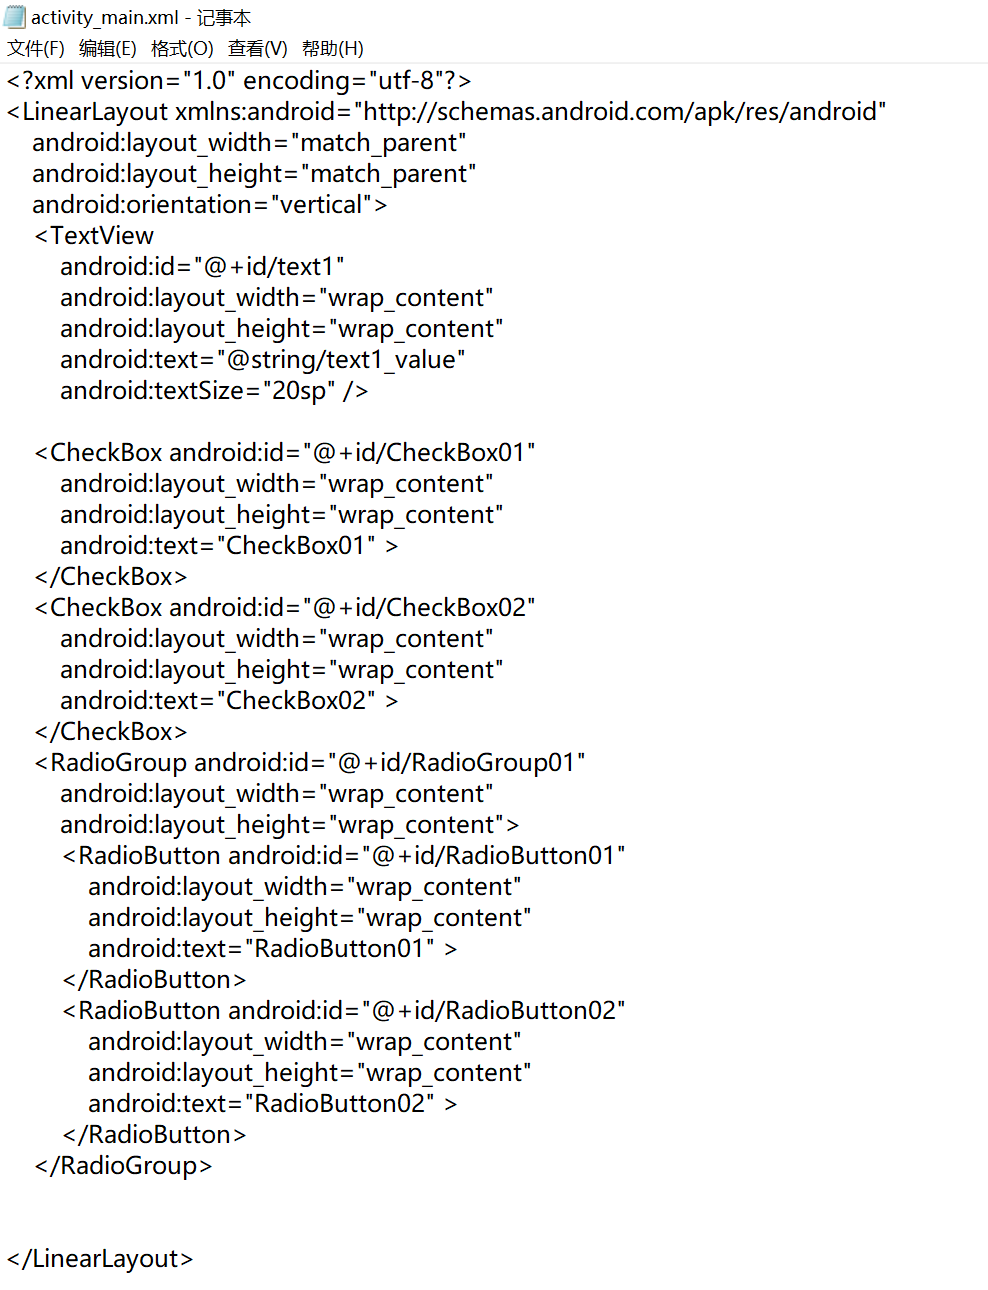 activity_main.xml - 记事本
文件(F) 编辑(E) 格式(O) 查看(V) 帮助(H)
<?xml version="1.0" encoding="utf-8"?>
<LinearLayout xmlns:android="http://schemas.android.com/apk/res/android"
    android:layout_width="match_parent"
    android:layout_height="match_parent"
    android:orientation="vertical">
    <TextView
        android:id="@+id/text1"
        android:layout_width="wrap_content"
        android:layout_height="wrap_content"
        android:text="@string/text1_value"
        android:textSize="20sp" />

    <CheckBox android:id="@+id/CheckBox01"
        android:layout_width="wrap_content"
        android:layout_height="wrap_content"
        android:text="CheckBox01" >
    </CheckBox>
    <CheckBox android:id="@+id/CheckBox02"
        android:layout_width="wrap_content"
        android:layout_height="wrap_content"
        android:text="CheckBox02" >
    </CheckBox>
    <RadioGroup android:id="@+id/RadioGroup01"
        android:layout_width="wrap_content"
        android:layout_height="wrap_content">
        <RadioButton android:id="@+id/RadioButton01"
            android:layout_width="wrap_content"
            android:layout_height="wrap_content"
            android:text="RadioButton01" >
        </RadioButton>
        <RadioButton android:id="@+id/RadioButton02"
            android:layout_width="wrap_content"
            android:layout_height="wrap_content"
            android:text="RadioButton02" >
        </RadioButton>
    </RadioGroup>


</LinearLayout>